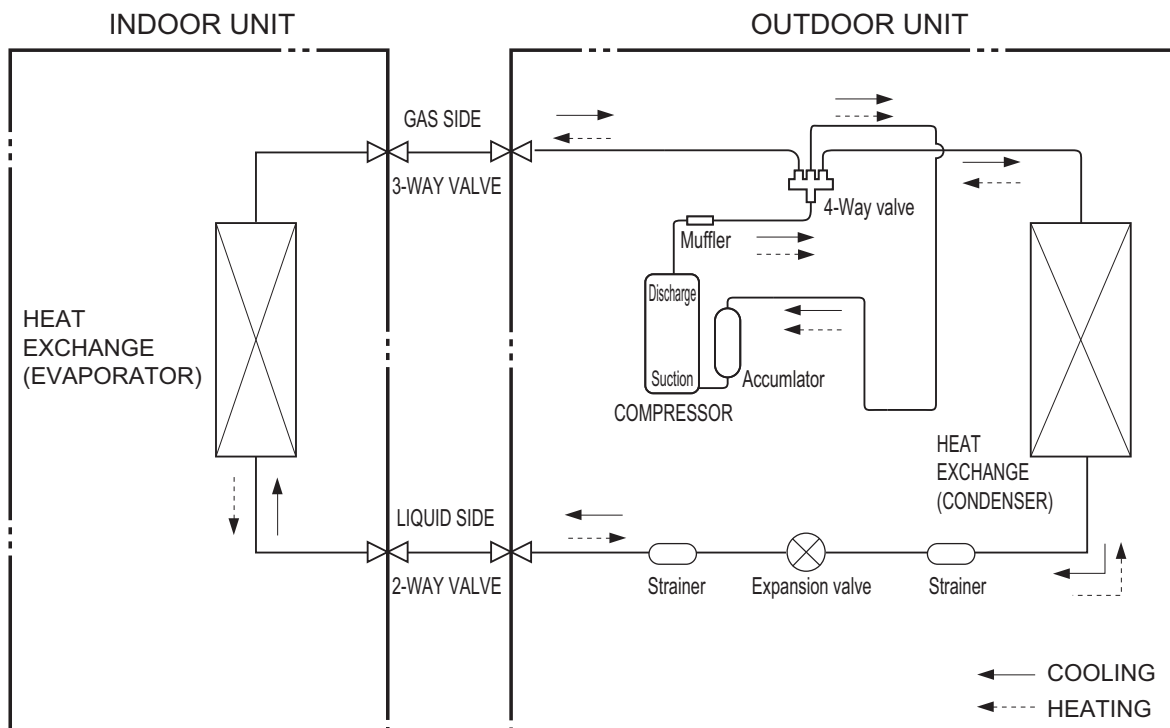 INDOOR UNIT
OUTDOOR UNIT
GAS SIDE
3-WAY VALVE
4-Way valve
Muffler
Discharge
Suction
Accumlator
COMPRESSOR
HEAT
EXCHANGE
(EVAPORATOR)
HEAT
EXCHANGE
(CONDENSER)
LIQUID SIDE
2-WAY VALVE
Strainer
Expansion valve
Strainer
COOLING
HEATING